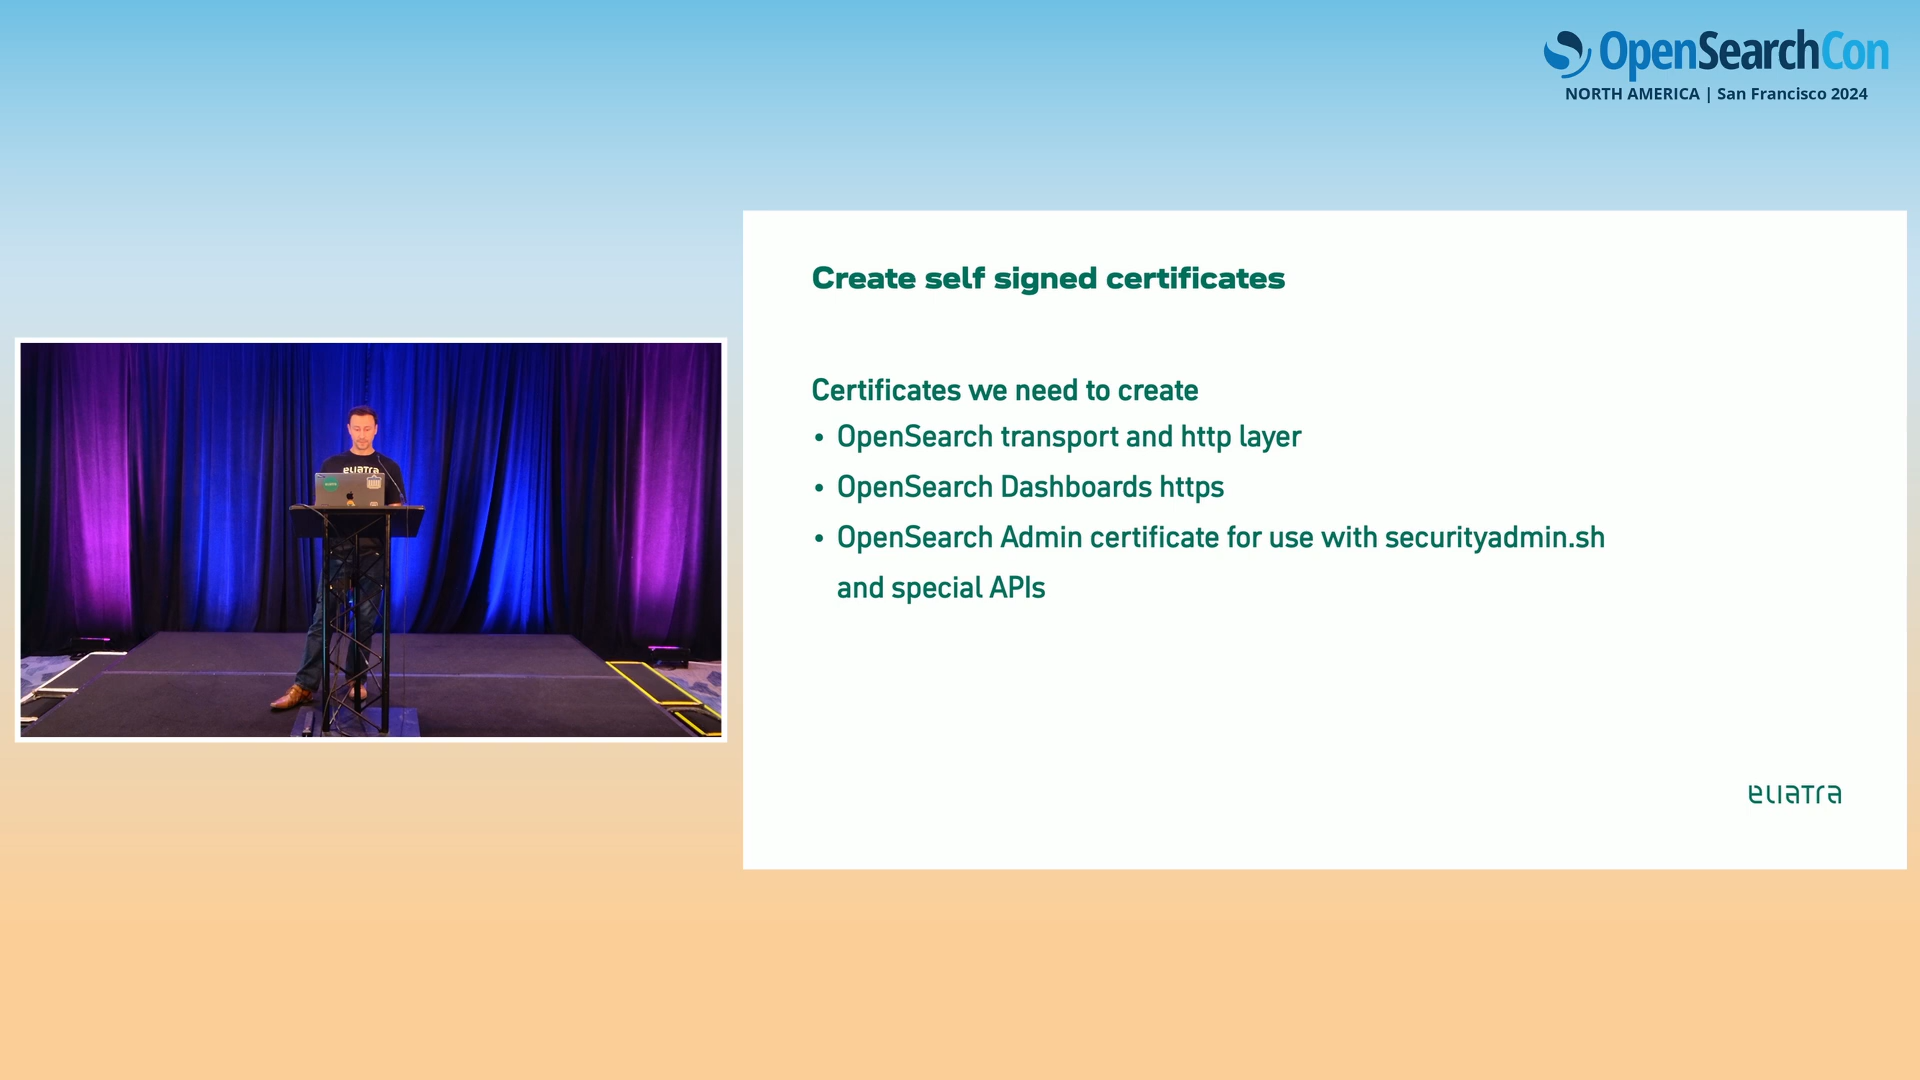 OpenSearchCon
NORTH AMERICA | San Francisco 2024
Create self signed certificates
Certificates we need to create
• OpenSearch transport and http layer
• OpenSearch Dashboards https
• OpenSearch Admin certificate for use with securityadmin.sh
and special APIs
eliatra
eliatra